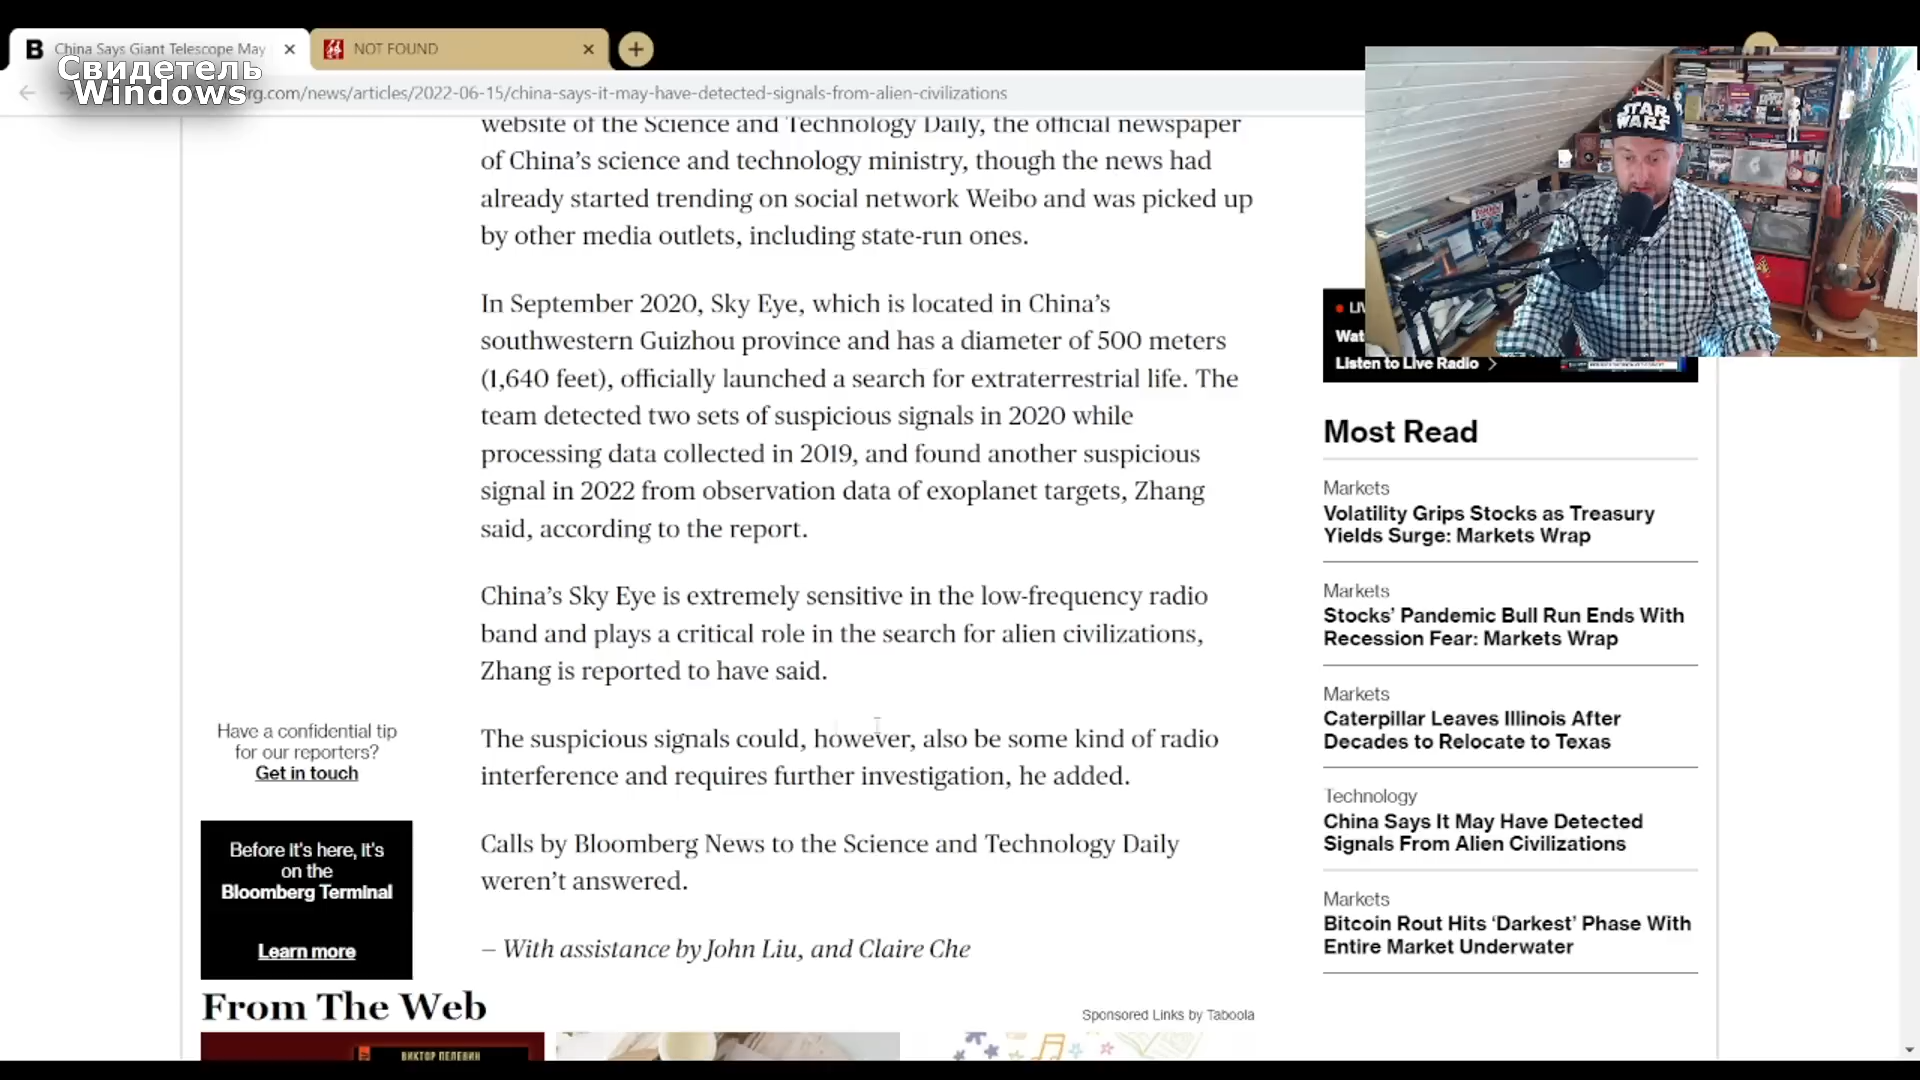 China Says Giant Telescope May
NOT FOUND
Свидетель
Windows
rg.com/news/articles/2022-06-15/china-says-it-may-have-detected-signals-from-alien-civilizations
website of the Science and Technology Daily, the official newspaper
of China’s science and technology ministry, though the news had
already started trending on social network Weibo and was picked up
by other media outlets, including state-run ones.
In September 2020, Sky Eye, which is located in China’s
southwestern Guizhou province and has a diameter of 500 meters
(1,640 feet), officially launched a search for extraterrestrial life. The
team detected two sets of suspicious signals in 2020 while
processing data collected in 2019, and found another suspicious
signal in 2022 from observation data of exoplanet targets, Zhang
said, according to the report.
China’s Sky Eye is extremely sensitive in the low-frequency radio
band and plays a critical role in the search for alien civilizations,
Zhang is reported to have said.
The suspicious signals could, however, also be some kind of radio
interference and requires further investigation, he added.
Calls by Bloomberg News to the Science and Technology Daily
weren’t answered.
– With assistance by John Liu, and Claire Che
Have a confidential tip
for our reporters?
Get in touch
Before it's here, it's
on the
Bloomberg Terminal
Learn more
From The Web
Sponsored Links by Taboola
ВИКТОР ПЕЛЕВИН
STAR
WARS
Listen to Live Radio
Most Read
Markets
Volatility Grips Stocks as Treasury
Yields Surge: Markets Wrap
Markets
Stocks’ Pandemic Bull Run Ends With
Recession Fear: Markets Wrap
Markets
Caterpillar Leaves Illinois After
Decades to Relocate to Texas
Technology
China Says It May Have Detected
Signals From Alien Civilizations
Markets
Bitcoin Rout Hits ‘Darkest’ Phase With
Entire Market Underwater